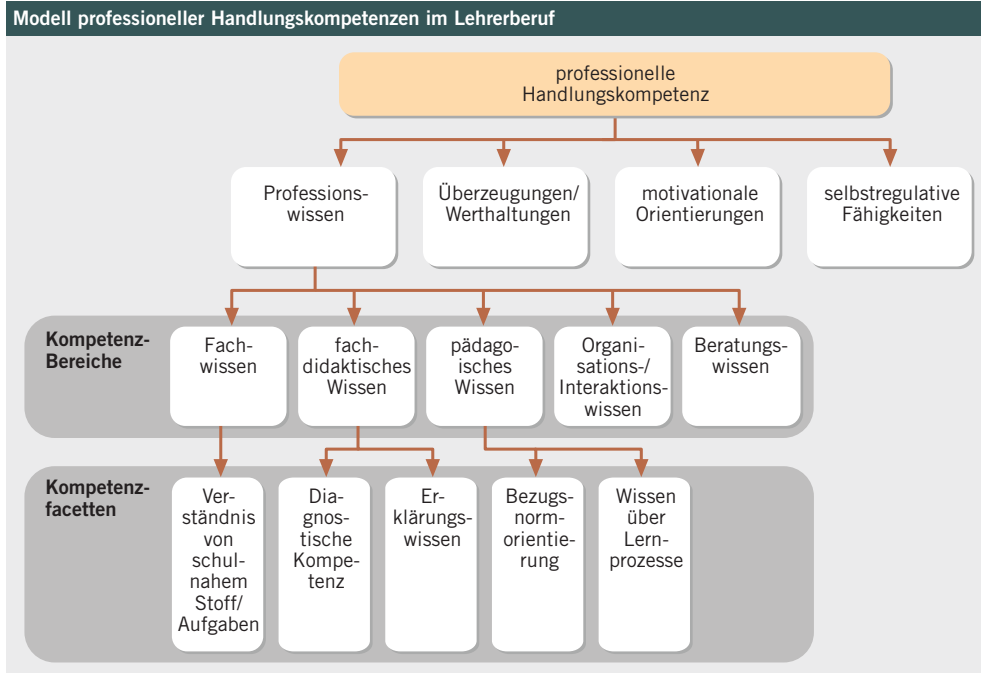 Modell professioneller Handlungskompetenzen im Lehrerberuf
professionelle
Handlungskompetenz
Professions-
wissen
Überzeugungen/
Werthaltungen
motivationale
Orientierungen
selbstregulative
Fähigkeiten
Kompetenz-
Bereiche
Fach-
wissen
fach-
didaktisches
Wissen
pädago-
gisches
Wissen
Organi-
sations-/
Interaktions-
wissen
Beratungs-
wissen
Kompetenz-
facetten
Ver-
ständnis
von
schul-
nahem
Stoff/
Aufgaben
Dia-
gnos-
tische
Kompe-
tenz
Er-
klärungs-
wissen
Bezugs-
norm-
orientie-
rung
Wissen
über
Lern-
prozesse